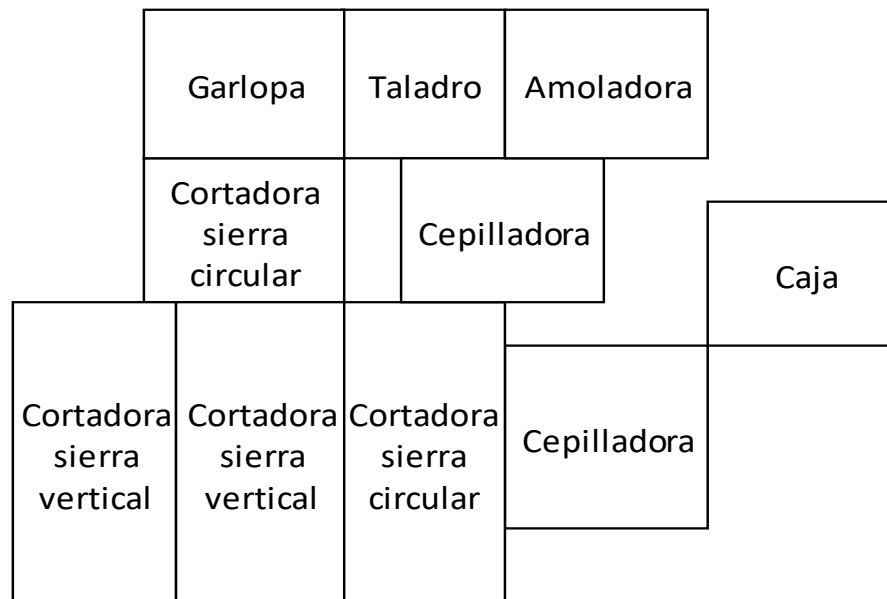 Garlopa
Taladro
Amoladora
Cortadora
sierra
circular
Cepilladora
Caja
Cortadora
sierra
vertical
Cortadora
sierra
vertical
Cortadora
sierra
circular
Cepilladora